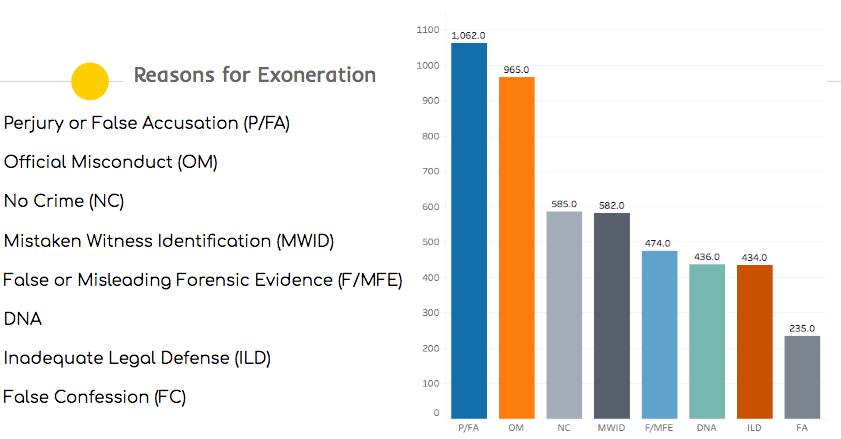 Reasons for Exoneration
Perjury or False Accusation (P/FA)
Official Misconduct (OM)
No Crime (NC)
Mistaken Witness Identification (MWID)
False or Misleading Forensic Evidence (F/MFE)
DNA
Inadequate Legal Defense (ILD)
False Confession (FC)
1100
1000
900
800
700
600
500
400
300
200
100
0
1,062.0
965.0
585.0
582.0
474.0
436.0
434.0
235.0
P/FA OM NC MWID F/MFE DNA ILD FA